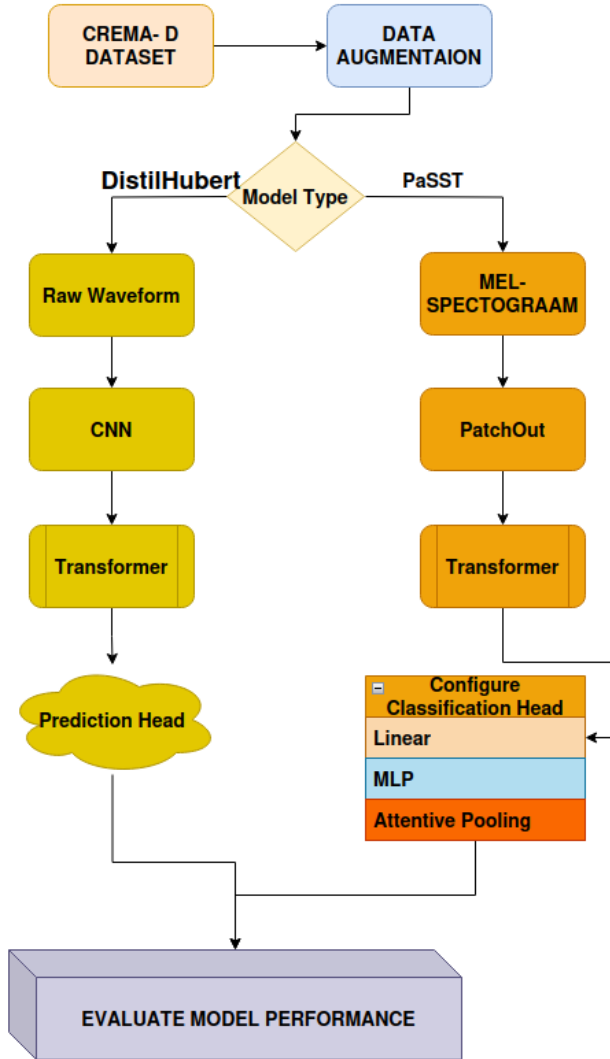 CREMA- D
DATASET
DATA
AUGMENTAION
DistilHubert
Model Type
PaSST
Raw Waveform
MEL-
SPECTOGRAAM
CNN
PatchOut
Transformer
Transformer
Prediction Head
Configure
Classification Head
Linear
MLP
Attentive Pooling
EVALUATE MODEL PERFORMANCE